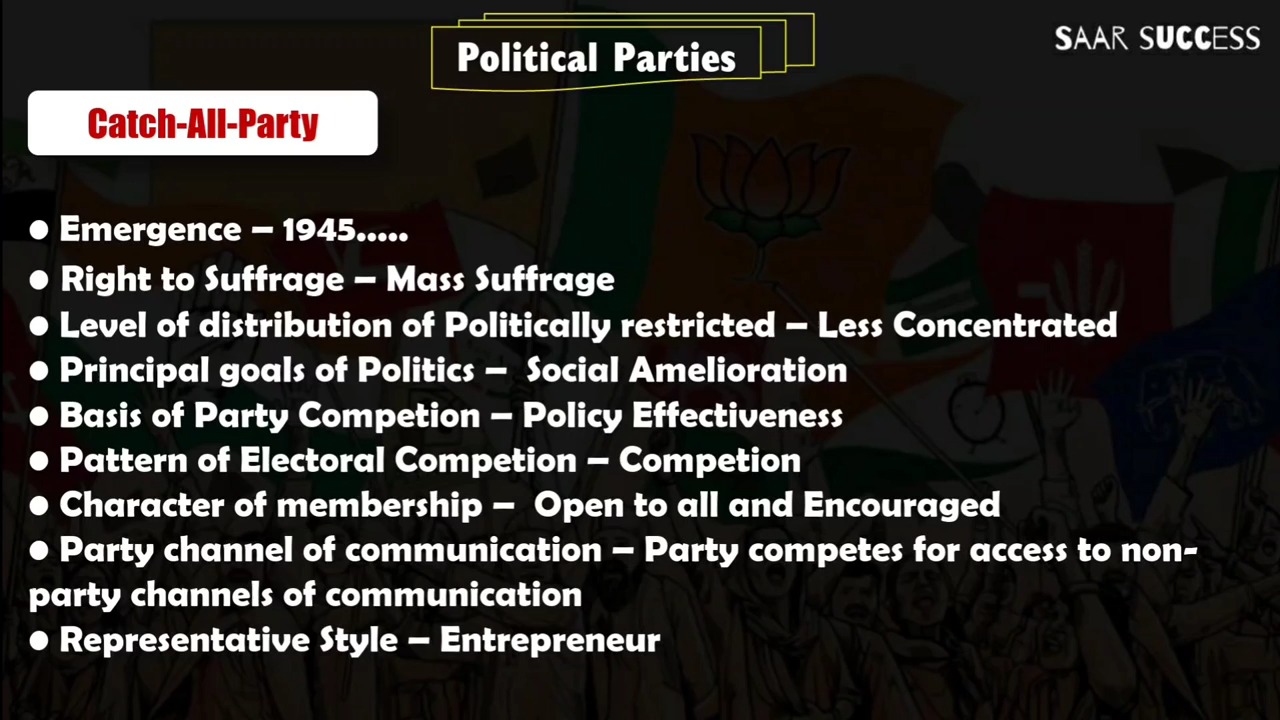 Political Parties
SAAR SUCCESS
Catch-All-Party
● Emergence – 1945.....
● Right to Suffrage – Mass Suffrage
● Level of distribution of Politically restricted – Less Concentrated
● Principal goals of Politics – Social Amelioration
● Basis of Party Competion – Policy Effectiveness
● Pattern of Electoral Competion – Competion
● Character of membership – Open to all and Encouraged
● Party channel of communication – Party competes for access to non-
party channels of communication
● Representative Style – Entrepreneur